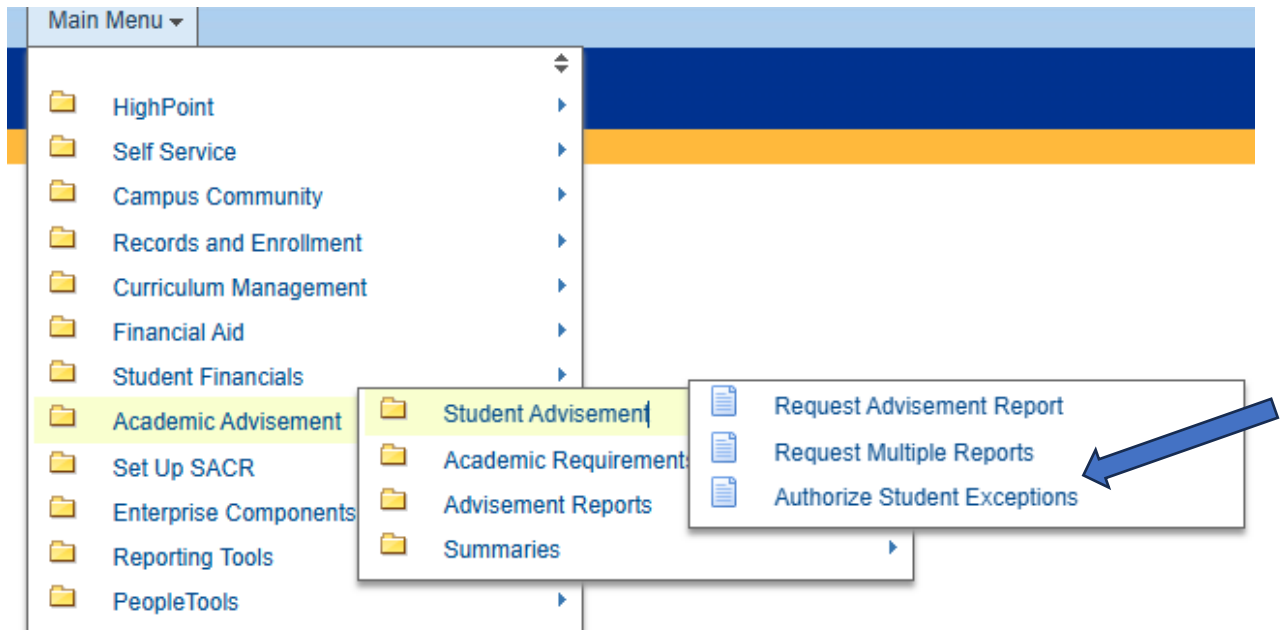 Main Menu
HighPoint
Self Service
Campus Community
Records and Enrollment
Curriculum Management
Financial Aid
Student Financials
Academic Advisement
Set Up SACR
Enterprise Components
Reporting Tools
PeopleTools
Student Advisement
Academic Requirements
Advisement Reports
Summaries
Request Advisement Report
Request Multiple Reports
Authorize Student Exceptions